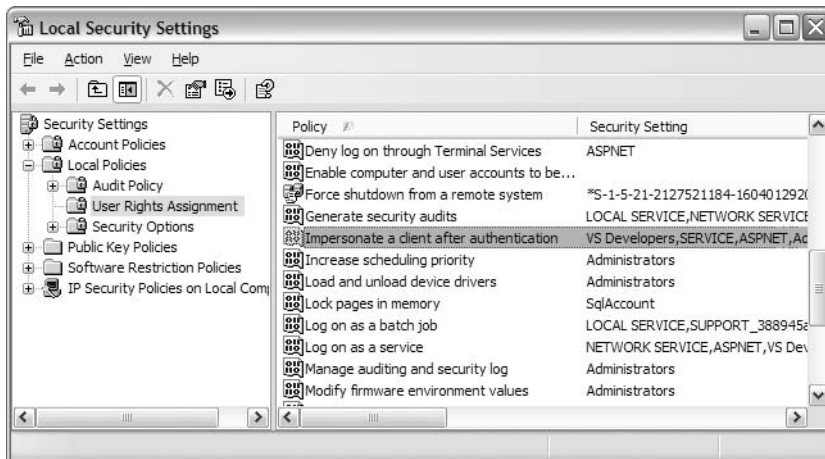 Local Security Settings
File Action View Help
Security Settings
Account Policies
Local Policies
Audit Policy
User Rights Assignment
Security Options
Public Key Policies
Software Restriction Policies
IP Security Policies on Local Com
Policy Security Setting
Deny log on through Terminal Services ASPNET
Enable computer and user accounts to be...
Force shutdown from a remote system *S-1-5-21-2127521184-1604012920
Generate security audits LOCAL SERVICE,NETWORK SERVICE
Impersonate a client after authentication VS Developers,SERVICE,ASPNET,Ad
Increase scheduling priority Administrators
Load and unload device drivers Administrators
Lock pages in memory SqlAccount
Log on as a batch job LOCAL SERVICE,SUPPORT_388945a
Log on as a service NETWORK SERVICE,ASPNET,VS Dev
Manage auditing and security log Administrators
Modify firmware environment values Administrators